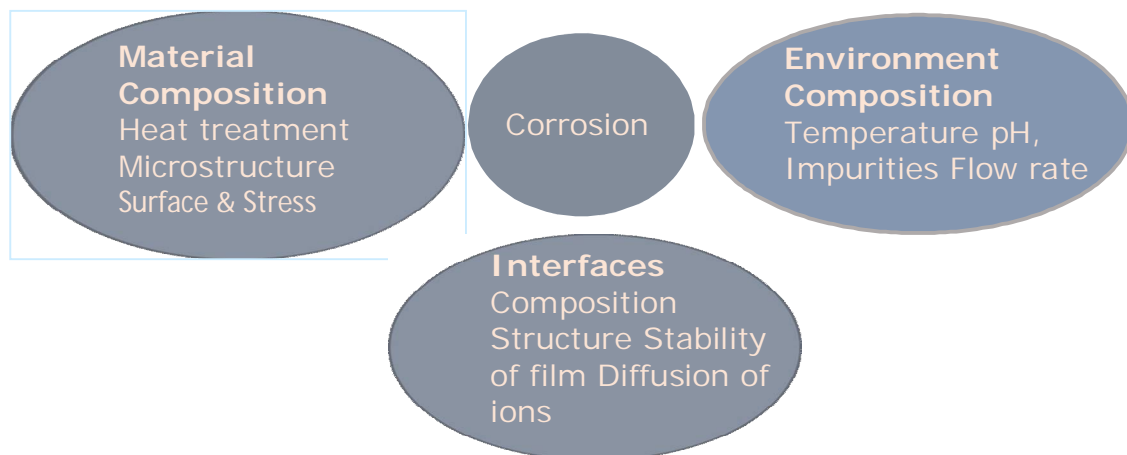 Material
Composition
Heat treatment
Microstructure
Surface & Stress
Corrosion
Environment
Composition
Temperature pH,
Impurities Flow rate
Interfaces
Composition
Structure Stability
of film Diffusion of
ions